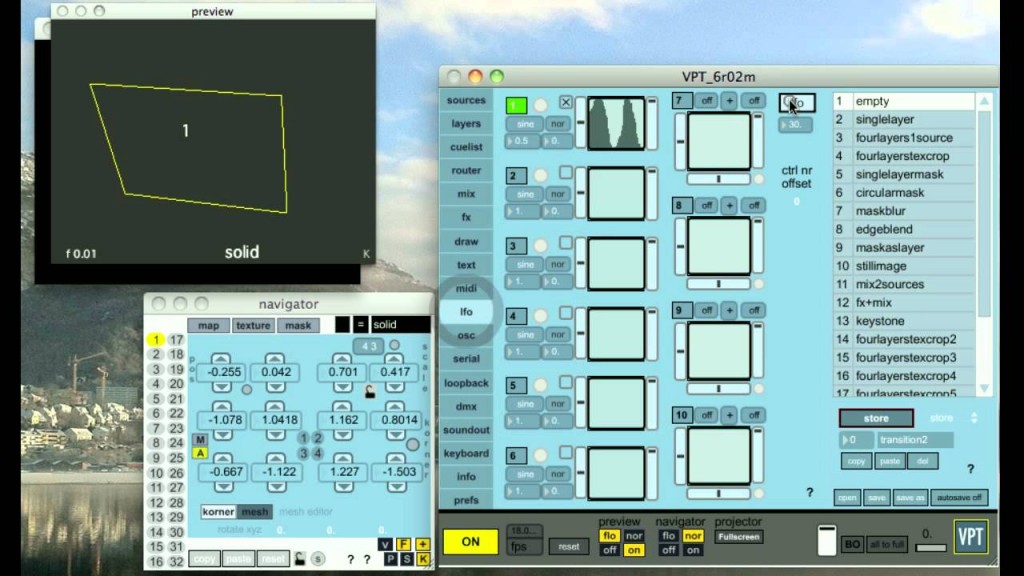 preview
1
f 0.01
solid
K
navigator
map
texture
mask
=
solid
1 17
2 18
3 19
4 20
5 21
6 22
7 23
8 24
9 25
10 26
11 27
12 28
13 29
14 30
15 31
16 32
4 3
pos
scale
-0.255
0.042
0.701
0.417
-1.078
1.0418
1.162
0.8014
M
A
1 2
3 4
korner
-0.667
-1.122
1.227
-1.503
korner
mesh
mesh editor
rotate xyz
0.
0.
0.
copy
paste
reset
s
? ?
V F +
P S K
VPT_6r02m
sources
layers
cuelist
router
mix
fx
draw
text
midi
lfo
osc
serial
loopback
dmx
soundout
keyboard
info
prefs
1
sine
nor
0.5
0.
2
sine
nor
1.
0.
3
sine
nor
1.
0.
4
sine
nor
1.
0.
5
sine
nor
1.
0.
6
sine
nor
1.
0.
7
off
+
off
8
off
+
off
9
off
+
off
10
off
+
off
30.
ctrl nr
offset
0
?
1 empty
2 singlelayer
3 fourlayers1source
4 fourlayerstexcrop
5 singlelayermask
6 circularmask
7 maskblur
8 edgeblend
9 maskaslayer
10 stillimage
11 mix2sources
12 fx+mix
13 keystone
14 fourlayerstexcrop2
15 fourlayerstexcrop3
16 fourlayerstexcrop4
17 fourlayerstexcrop5
store
store
0
transition2
copy
paste
del
?
open
save
save as
autosave off
ON
18.0...
fps
reset
preview
flo
nor
off
on
navigator
flo
nor
off
on
projector
Fullscreen
BO
all to full
0.
VPT